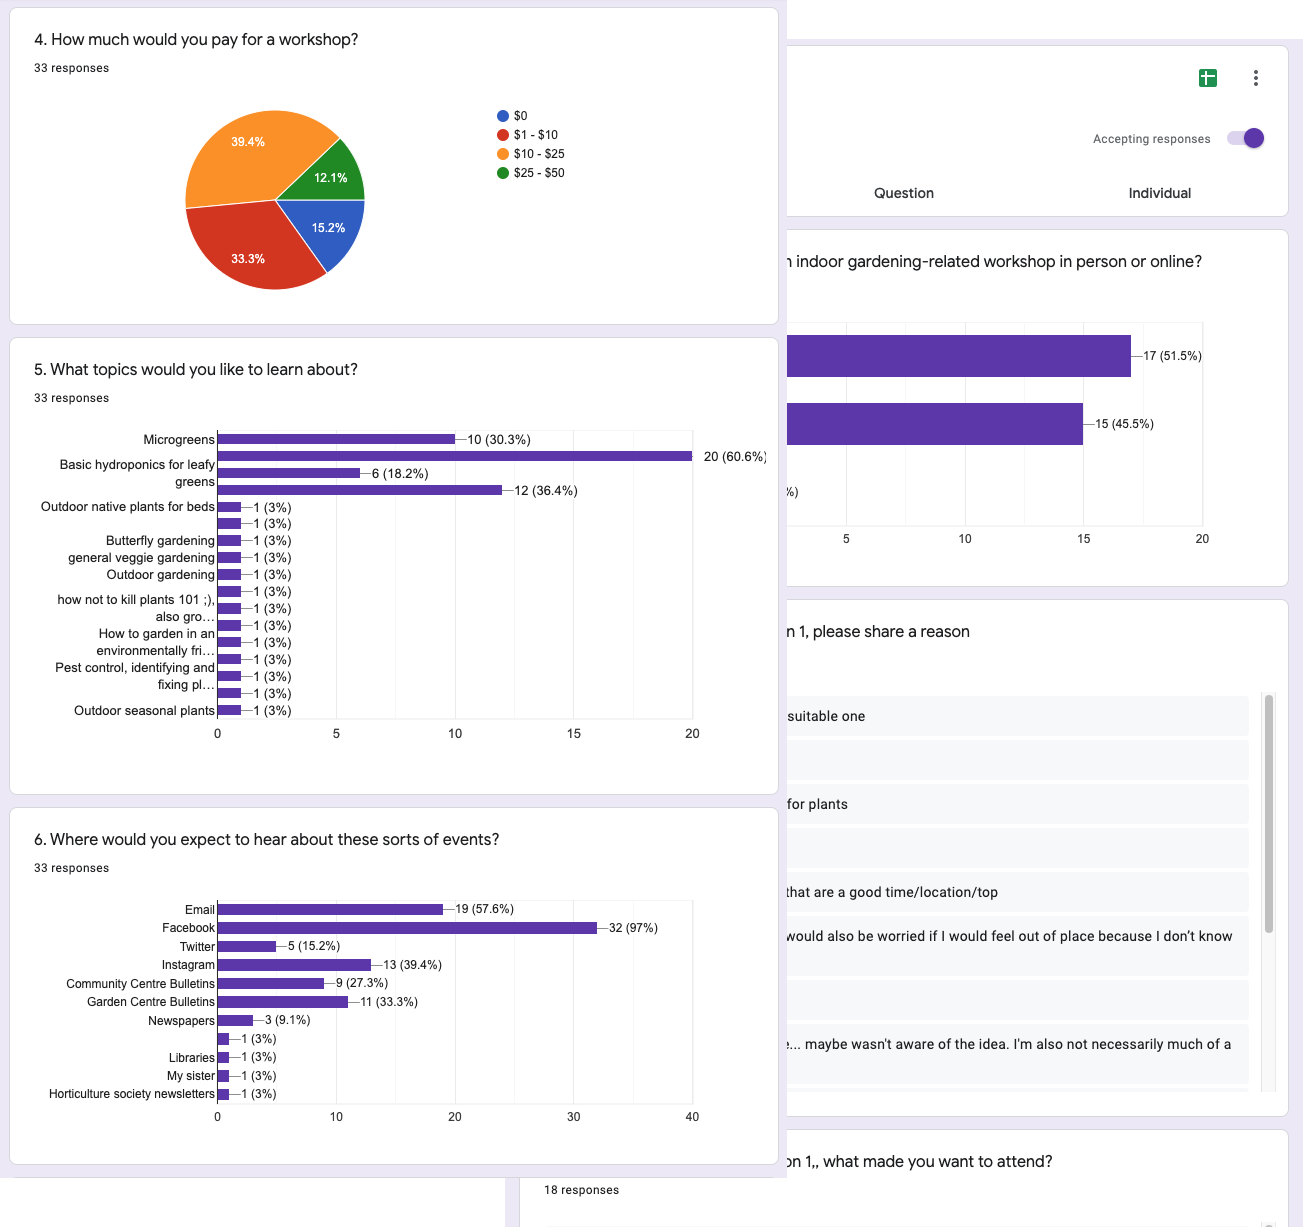 4. How much would you pay for a workshop?
33 responses
39.4%
12.1%
15.2%
33.3%
$0
$1 - $10
$10 - $25
$25 - $50
5. What topics would you like to learn about?
33 responses
Microgreens
10 (30.3%)
20 (60.6%)
Basic hydroponics for leafy
greens
6 (18.2%)
12 (36.4%)
Outdoor native plants for beds
1 (3%)
1 (3%)
Butterfly gardening
1 (3%)
general veggie gardening
1 (3%)
Outdoor gardening
1 (3%)
1 (3%)
how not to kill plants 101 ;),
also gro…
1 (3%)
1 (3%)
How to garden in an
environmentally fri…
1 (3%)
1 (3%)
Pest control, identifying and
fixing pl…
1 (3%)
1 (3%)
Outdoor seasonal plants
1 (3%)
0 5 10 15 20
6. Where would you expect to hear about these sorts of events?
33 responses
Email
19 (57.6%)
Facebook
32 (97%)
Twitter
5 (15.2%)
Instagram
13 (39.4%)
Community Centre Bulletins
9 (27.3%)
Garden Centre Bulletins
11 (33.3%)
Newspapers
3 (9.1%)
1 (3%)
Libraries
1 (3%)
My sister
1 (3%)
Horticulture society newsletters
1 (3%)
0 10 20 30 40
Accepting responses
Question Individual
indoor gardening-related workshop in person or online?
17 (51.5%)
15 (45.5%)
%)
5 10 15 20
n 1, please share a reason
suitable one
for plants
that are a good time/location/top
would also be worried if I would feel out of place because I don't know
e... maybe wasn't aware of the idea. I'm also not necessarily much of a
on 1,, what made you want to attend?
18 responses